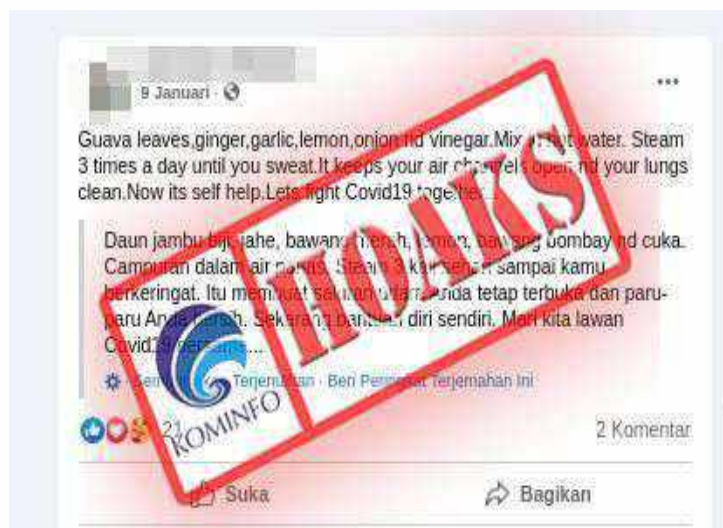 9 Januari ·
Guava leaves,ginger,garlic,lemon,onion nd vinegar.Mix in hot water. Steam
3 times a day until you sweat.It keeps your air channels open nd your lungs
clean.Now its self help.Lets fight Covid19 together...
Daun jambu biji, jahe, bawang merah, lemon, bawang bombay nd cuka.
Campuran dalam air panas. Steam 3 kali sehari sampai kamu
berkeringat. Itu membuat saluran udara Anda tetap terbuka dan paru-
paru Anda bersih. Sekarang bantuan diri sendiri. Mari kita lawan
Covid19 bersama...
Terjemahan · Beri Peringkat Terjemahan Ini
HOAKS
KOMINFO
21
2 Komentar
Suka
Bagikan